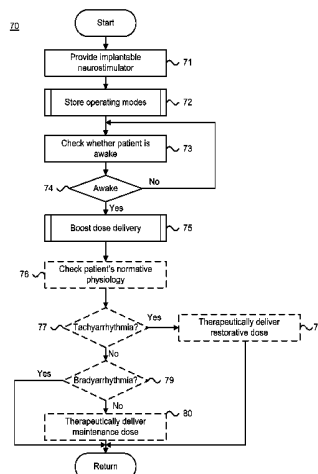 70
Start
Provide implantable
neurostimulator
71
Store operating modes
72
Check whether patient is
awake
73
74
Awake
No
Yes
Boost dose delivery
75
76
Check patient's normative
physiology
77
Tachyarrhythmia?
Yes
Therapeutically deliver
restorative dose
7
No
Yes
Bradyarrhythmia?
79
No
80
Therapeutically deliver
maintenance dose
Return